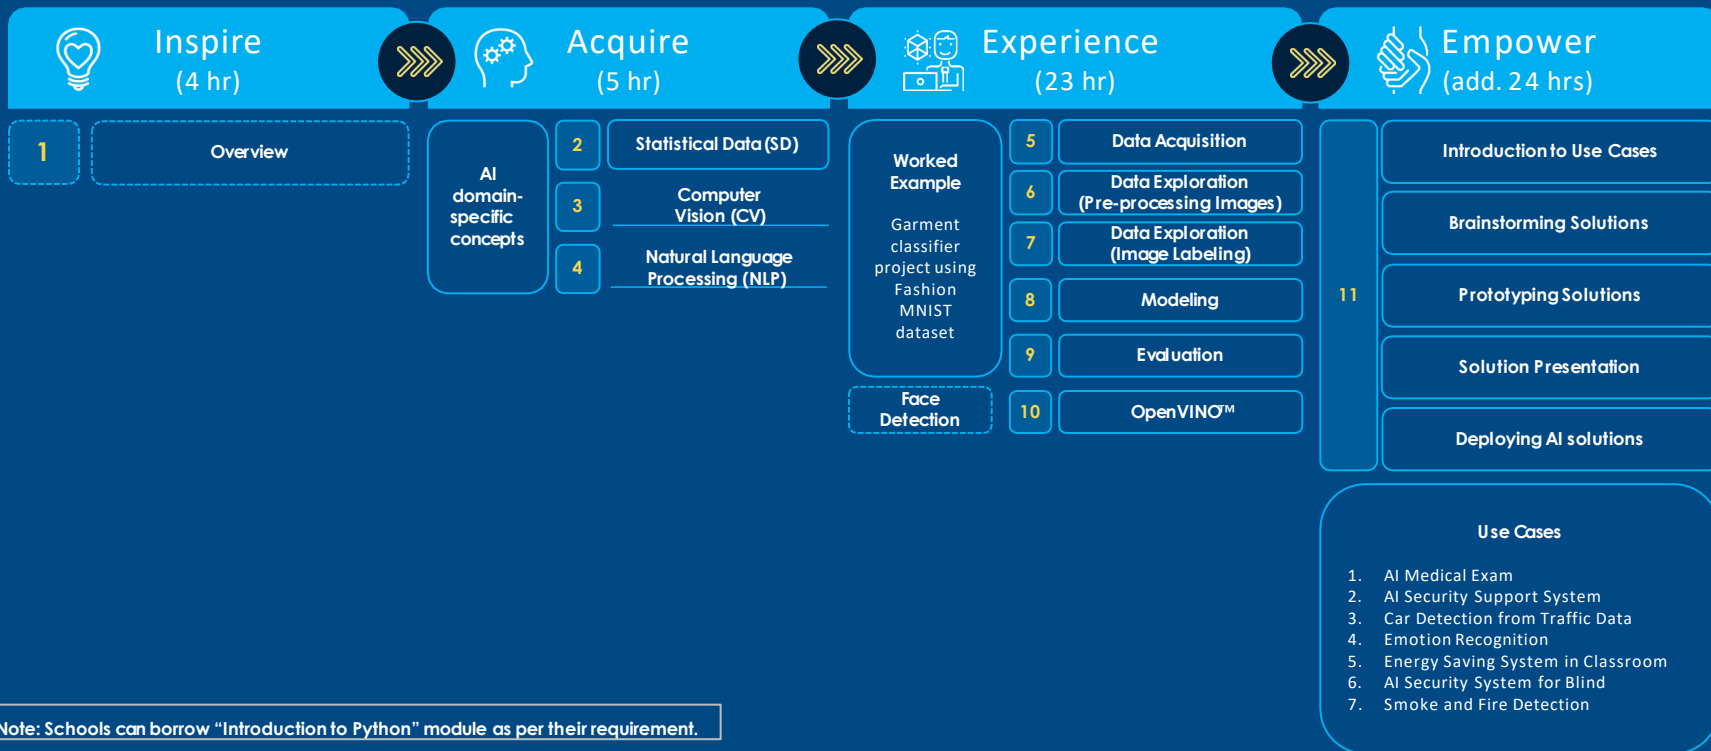 Inspire
(4 hr)
Acquire
(5 hr)
Experience
(23 hr)
Empower
(add. 24 hrs)
1
Overview
AI
domain-
specific
concepts
2
Statistical Data (SD)
3
Computer
Vision (CV)
4
Natural Language
Processing (NLP)
Worked
Example
Garment
classifier
project using
Fashion
MNIST
dataset
5
Data Acquisition
6
Data Exploration
(Pre-processing Images)
7
Data Exploration
(Image Labeling)
8
Modeling
9
Evaluation
Face
Detection
10
OpenVINO™
11
Introduction to Use Cases
Brainstorming Solutions
Prototyping Solutions
Solution Presentation
Deploying AI solutions
Use Cases
1. AI Medical Exam
2. AI Security Support System
3. Car Detection from Traffic Data
4. Emotion Recognition
5. Energy Saving System in Classroom
6. AI Security System for Blind
7. Smoke and Fire Detection
Note: Schools can borrow “Introduction to Python” module as per their requirement.